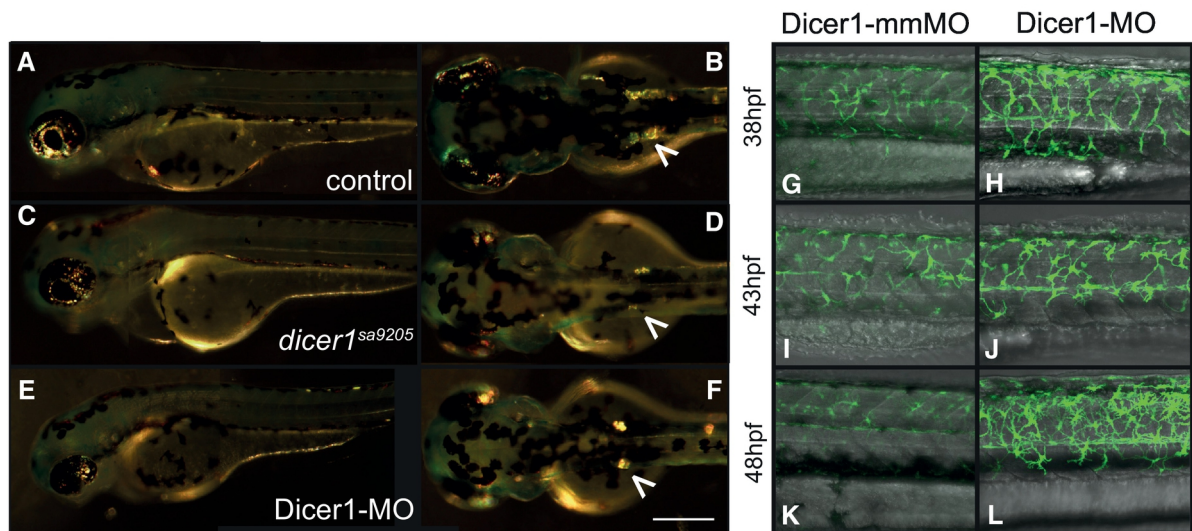 Dicer1-mmMO Dicer1-MO
A B
control
C D
dicer1sa9205
E F
Dicer1-MO
38hpf
G H
43hpf
I J
48hpf
K L